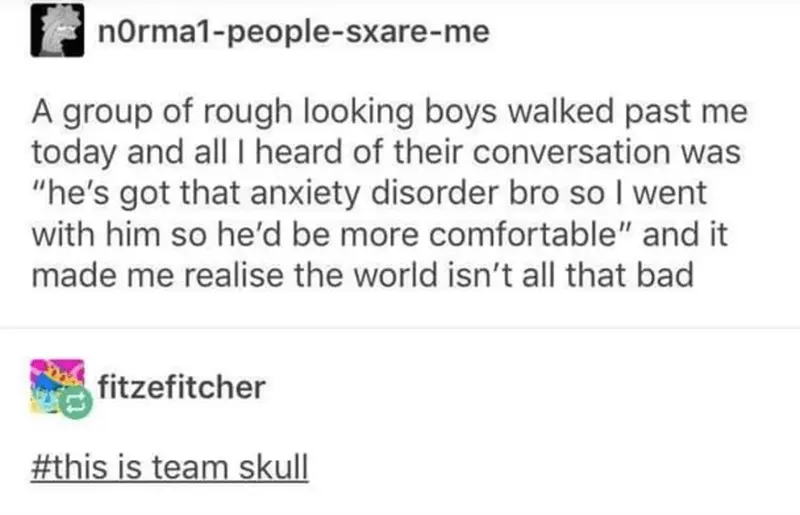 n0rma1-people-sxare-me
A group of rough looking boys walked past me
today and all I heard of their conversation was
“he’s got that anxiety disorder bro so I went
with him so he’d be more comfortable” and it
made me realise the world isn’t all that bad
fitzefitcher
#this is team skull